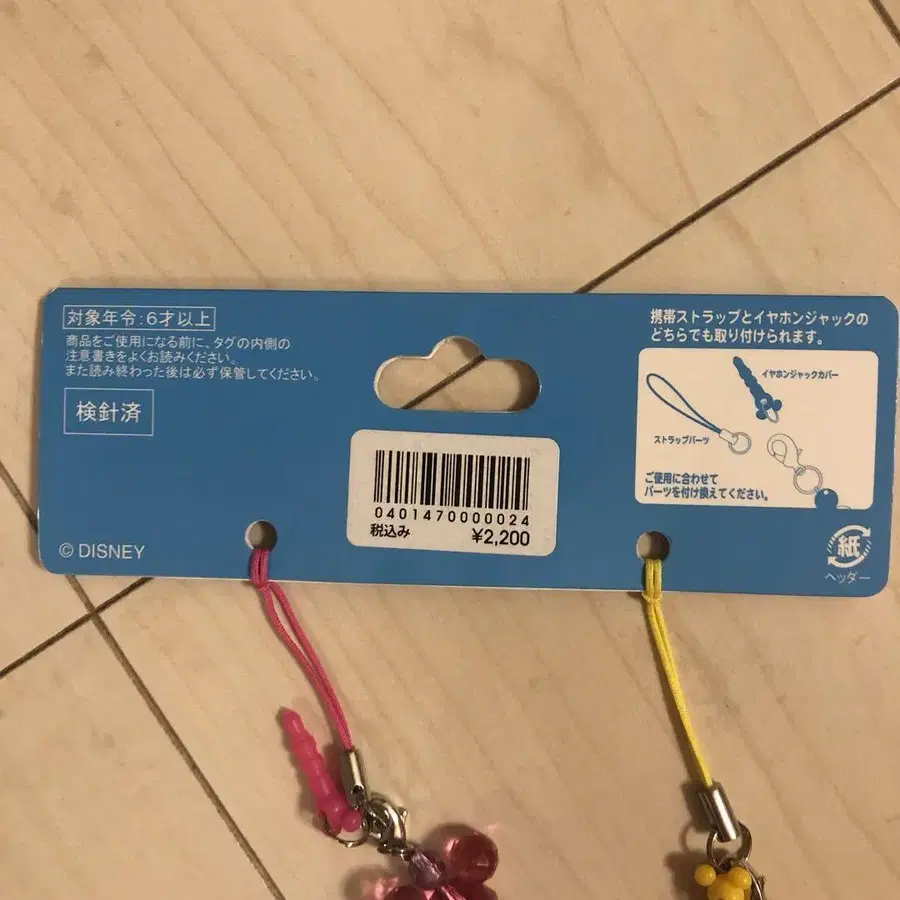 対象年令:6才以上
商品をご使用になる前に、タグの内側の
注意書きをよくお読みください。
また読み終わった後は必ず保管してください。
検針済
© DISNEY
0401470000024
税込み ¥2,200
携帯ストラップとイヤホンジャックの
どちらでも取り付けられます。
イヤホンジャックカバー
ストラップパーツ
ご使用に合わせて
パーツを付け換えてください。
紙
ヘッダー